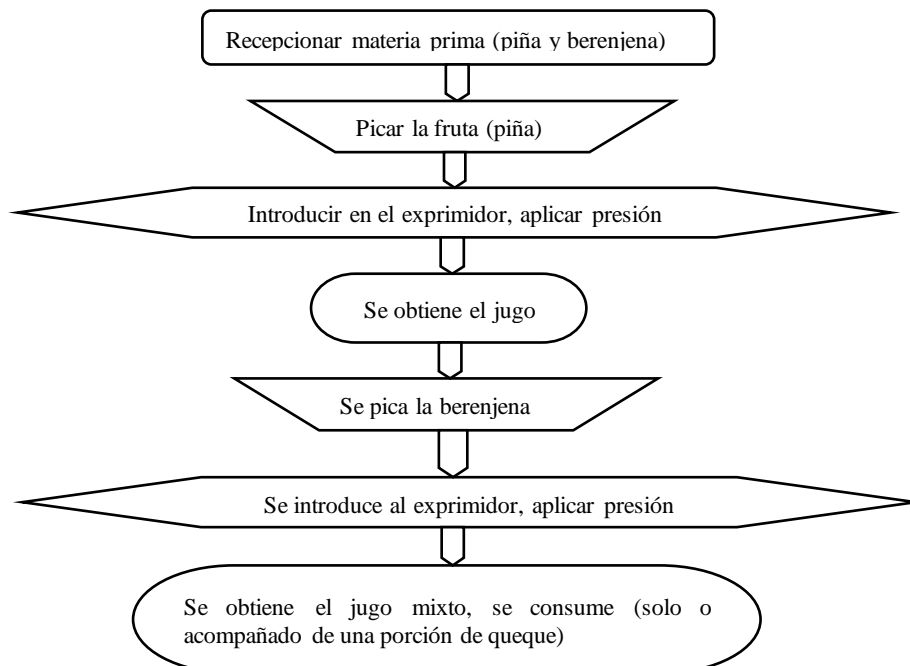 Recepcionar materia prima (piña y berenjena)
Picar la fruta (piña)
Introducir en el exprimidor, aplicar presión
Se obtiene el jugo
Se pica la berenjena
Se introduce al exprimidor, aplicar presión
Se obtiene el jugo mixto, se consume (solo o
acompañado de una porción de queque)